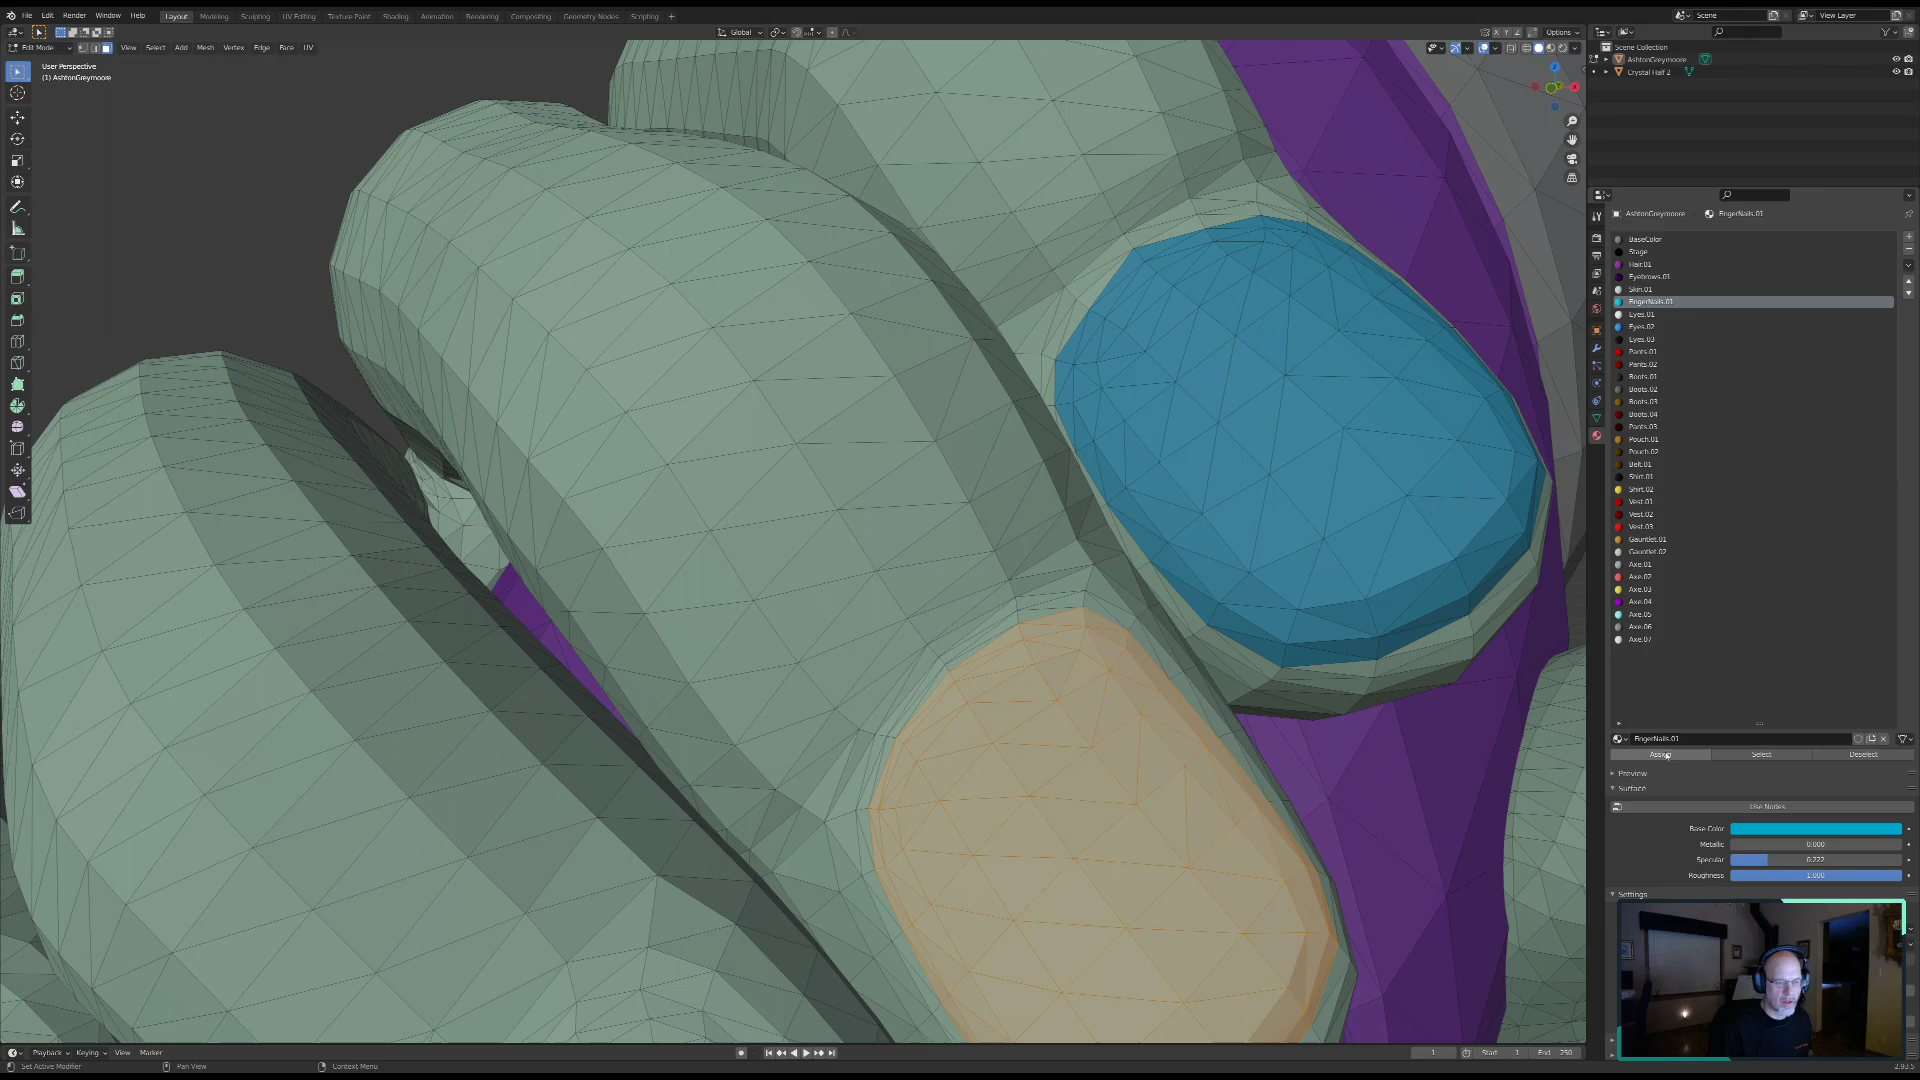 File Edit Render Window Help Layout Modeling Sculpting UV Editing Texture Paint Shading Animation Rendering Compositing Geometry Nodes Scripting + Scene View Layer
Global X Y Z Options
Edit Mode View Select Add Mesh Vertex Edge Face UV
Scene Collection
AshtonGreymoore
Crystal Half 2
User Perspective
(1) AshtonGreymoore
Z
X
AshtonGreymoore FingerNails.01
BaseColor
Stage
Hair.01
Eyebrows.01
Skin.01
FingerNails.01
Eyes.01
Eyes.02
Eyes.03
Pants.01
Pants.02
Boots.01
Boots.02
Boots.03
Boots.04
Pants.03
Pouch.01
Pouch.02
Belt.01
Shirt.01
Shirt.02
Vest.01
Vest.02
Vest.03
Gauntlet.01
Gauntlet.02
Axe.01
Axe.02
Axe.03
Axe.04
Axe.05
Axe.06
Axe.07
FingerNails.01
Assign Select Deselect
Preview
Surface
Use Nodes
Base Color
Metallic 0.000
Specular 0.222
Roughness 1.000
Settings
Playback Keying View Marker 1 Start 1 End 250
Set Active Modifier Pan View Context Menu 2.93.5